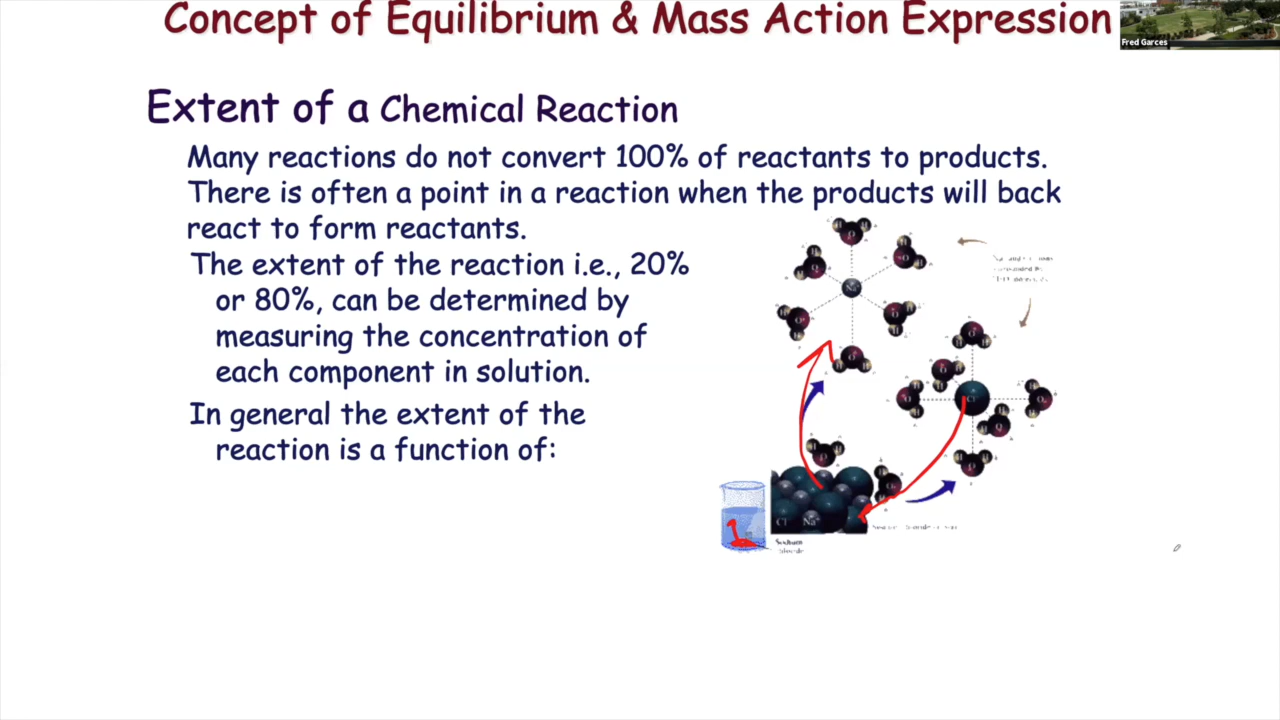 Concept of Equilibrium & Mass Action Expression
Fred Garces
Extent of a Chemical Reaction
Many reactions do not convert 100% of reactants to products.
There is often a point in a reaction when the products will back
react to form reactants.
The extent of the reaction i.e., 20%
or 80%, can be determined by
measuring the concentration of
each component in solution.
In general the extent of the
reaction is a function of:
Na⁺
Cl⁻
Cl⁻ Na⁺
Sodium